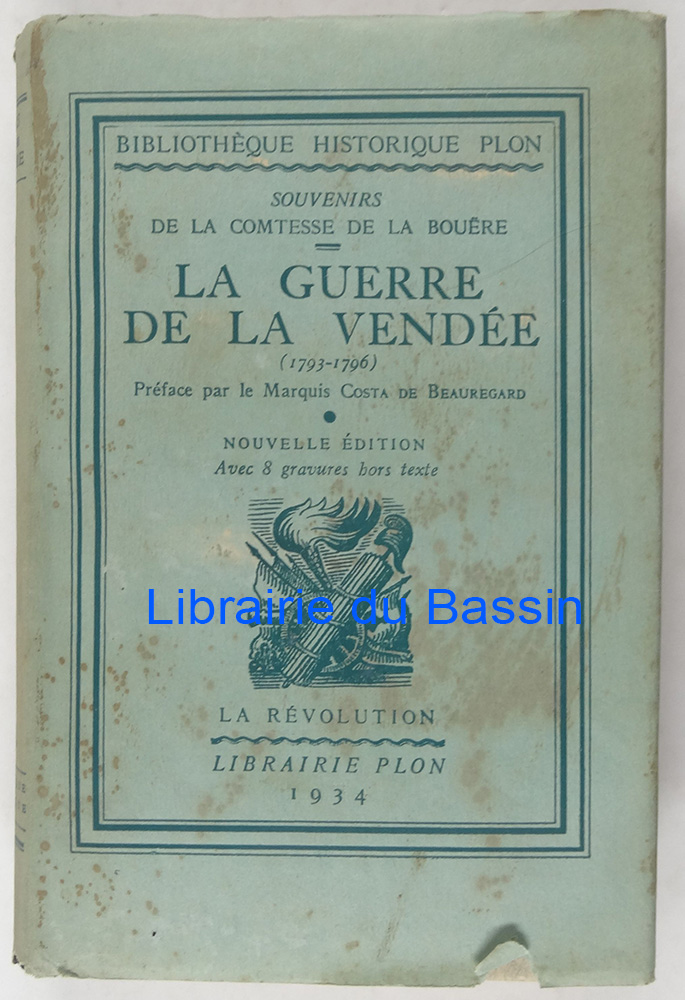 BIBLIOTHÈQUE HISTORIQUE PLON
SOUVENIRS
DE LA COMTESSE DE LA BOUËRE
LA GUERRE
DE LA VENDÉE
(1793-1796)
Préface par le Marquis COSTA DE BEAUREGARD
NOUVELLE ÉDITION
Avec 8 gravures hors texte
Librairie du Bassin
LA RÉVOLUTION
LIBRAIRIE PLON
1934